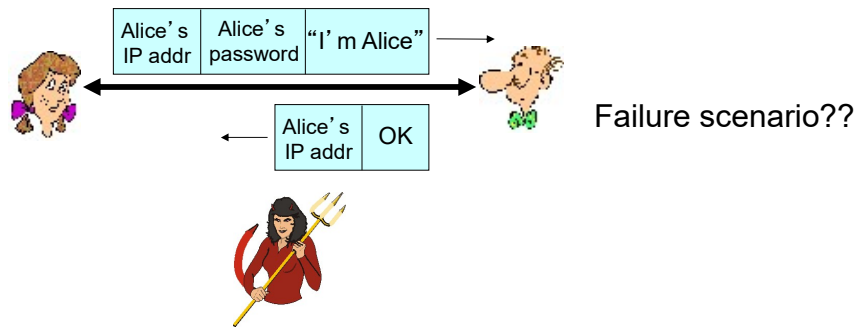 Alice’s
IP addr
Alice’s
password
“I’m Alice”
Alice’s
IP addr
OK
Failure scenario??